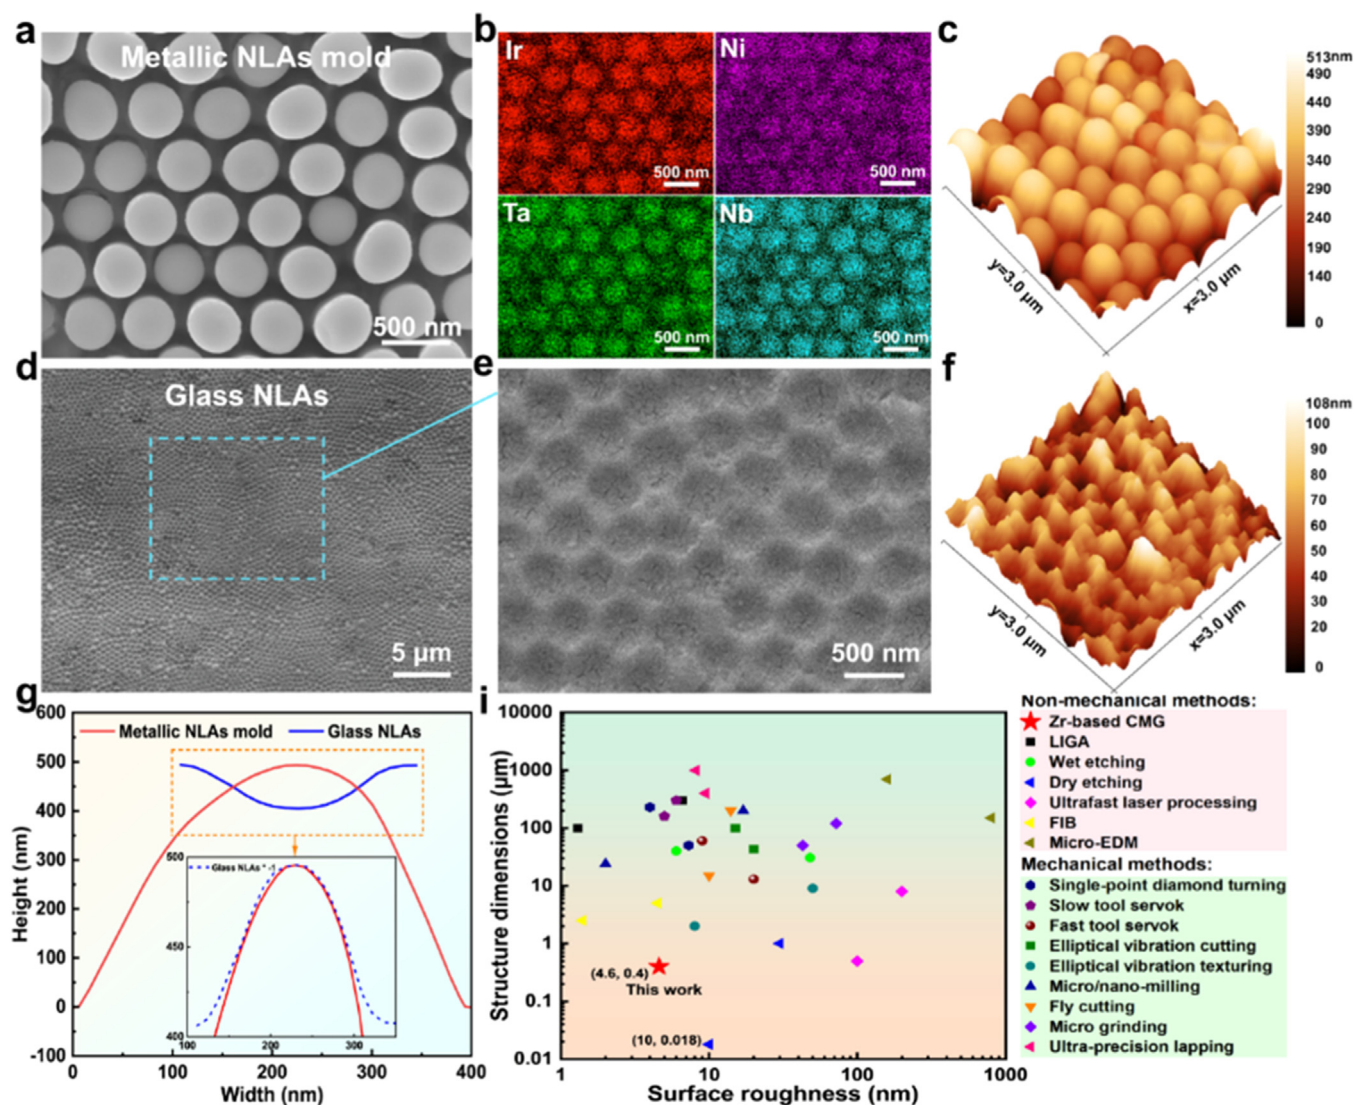 a
Metallic NLAs mold
500 nm
b
Ir
500 nm
Ni
500 nm
Ta
500 nm
Nb
500 nm
c
513nm
490
440
390
340
290
240
190
140
0
y=3.0 μm
x=3.0 μm
d
Glass NLAs
5 μm
e
500 nm
f
108nm
100
90
80
70
60
50
40
30
20
0
y=3.0 μm
x=3.0 μm
g
600
500
400
300
200
100
0
-100
Height (nm)
Metallic NLAs mold
Glass NLAs
500
450
400
Glass NLAs * -1
100
200
300
0
100
200
300
400
Width (nm)
i
10000
1000
100
10
1
0.1
0.01
Structure dimensions (μm)
(4.6, 0.4)
This work
(10, 0.018)
1
10
100
1000
Surface roughness (nm)
Non-mechanical methods:
Zr-based CMG
LIGA
Wet etching
Dry etching
Ultrafast laser processing
FIB
Micro-EDM
Mechanical methods:
Single-point diamond turning
Slow tool servok
Fast tool servok
Elliptical vibration cutting
Elliptical vibration texturing
Micro/nano-milling
Fly cutting
Micro grinding
Ultra-precision lapping